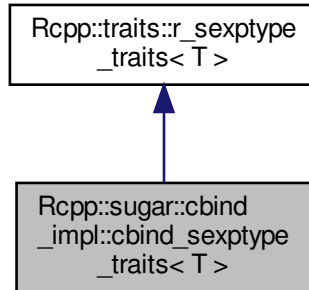 Rcpp::traits::r_sexptype
_traits< T >
Rcpp::sugar::cbind
_impl::cbind_sexptype
_traits< T >